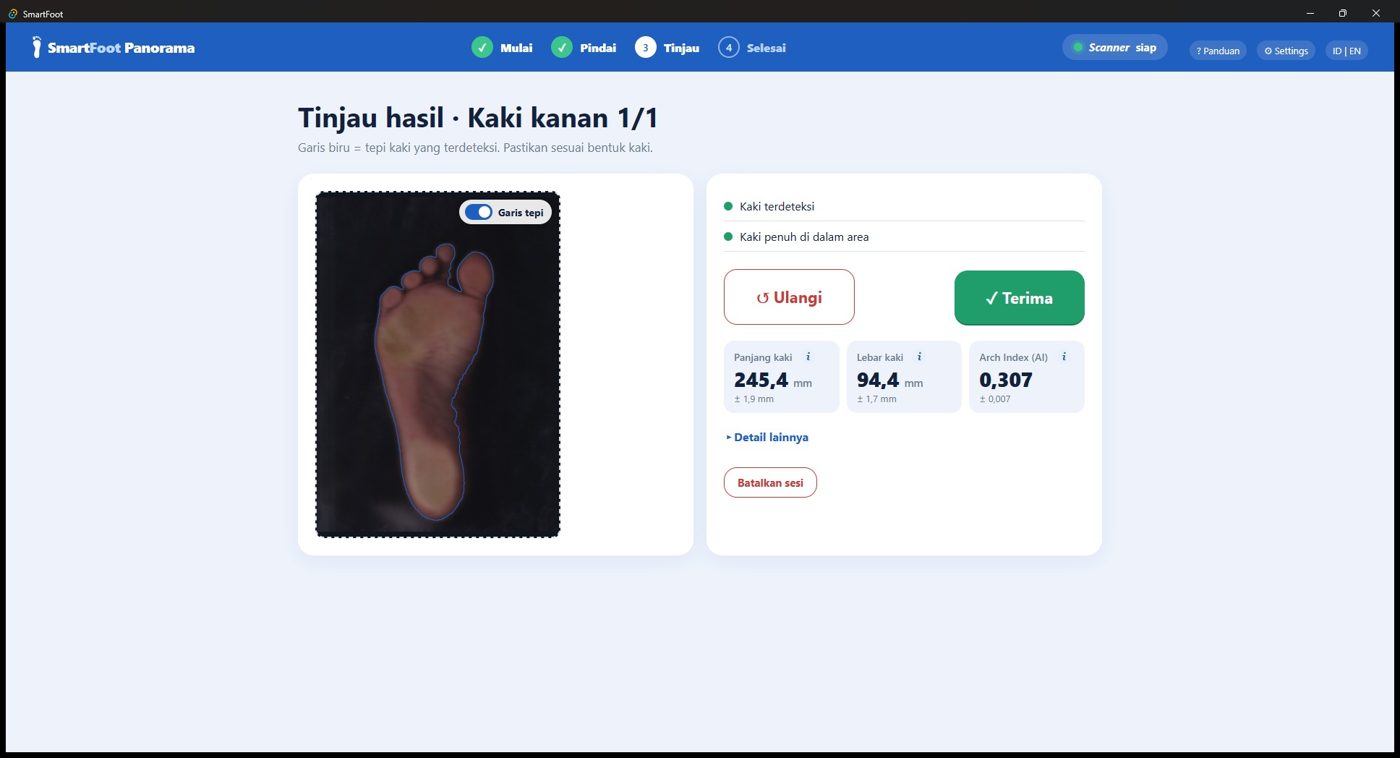 SmartFoot
SmartFoot Panorama
✓ Mulai
✓ Pindai
3 Tinjau
4 Selesai
Scanner siap
? Panduan
⚙ Settings
ID | EN
Tinjau hasil · Kaki kanan 1/1
Garis biru = tepi kaki yang terdeteksi. Pastikan sesuai bentuk kaki.
Garis tepi
Kaki terdeteksi
Kaki penuh di dalam area
↺ Ulangi
✓ Terima
Panjang kaki i
245,4 mm
± 1,9 mm
Lebar kaki i
94,4 mm
± 1,7 mm
Arch Index (AI) i
0,307
± 0,007
▸ Detail lainnya
Batalkan sesi